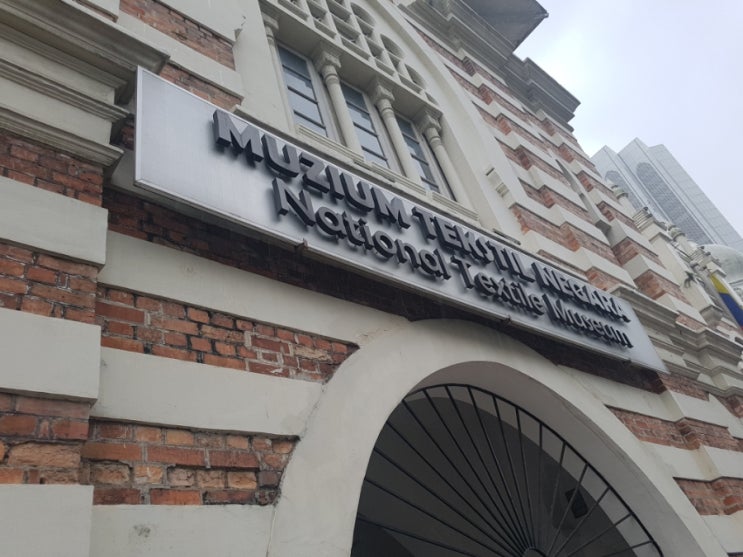 MUZIUM TEKSTIL NEGARA
National Textile Museum